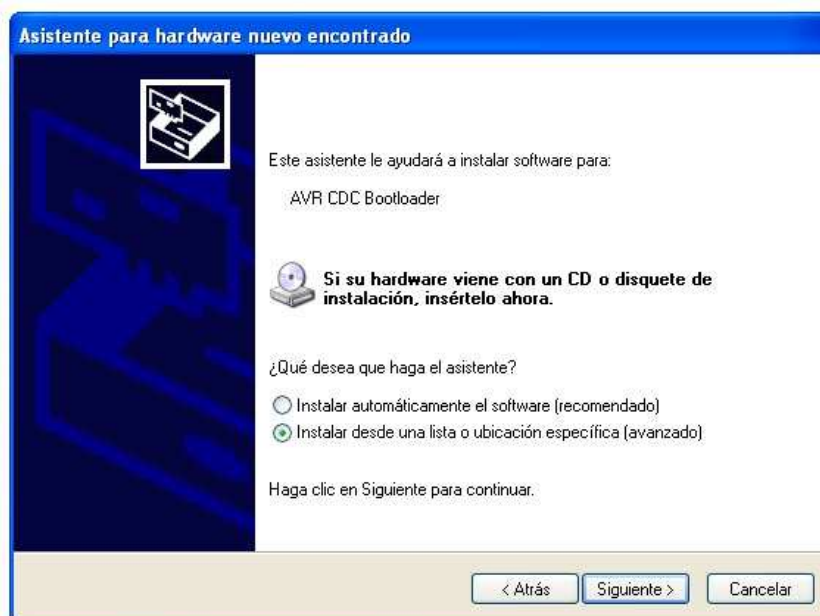 Asistente para hardware nuevo encontrado
Este asistente le ayudará a instalar software para:
AVR CDC Bootloader
Si su hardware viene con un CD o disquete de
instalación, insértelo ahora.
¿Qué desea que haga el asistente?
Instalar automáticamente el software (recomendado)
Instalar desde una lista o ubicación específica (avanzado)
Haga clic en Siguiente para continuar.
< Atrás
Siguiente >
Cancelar